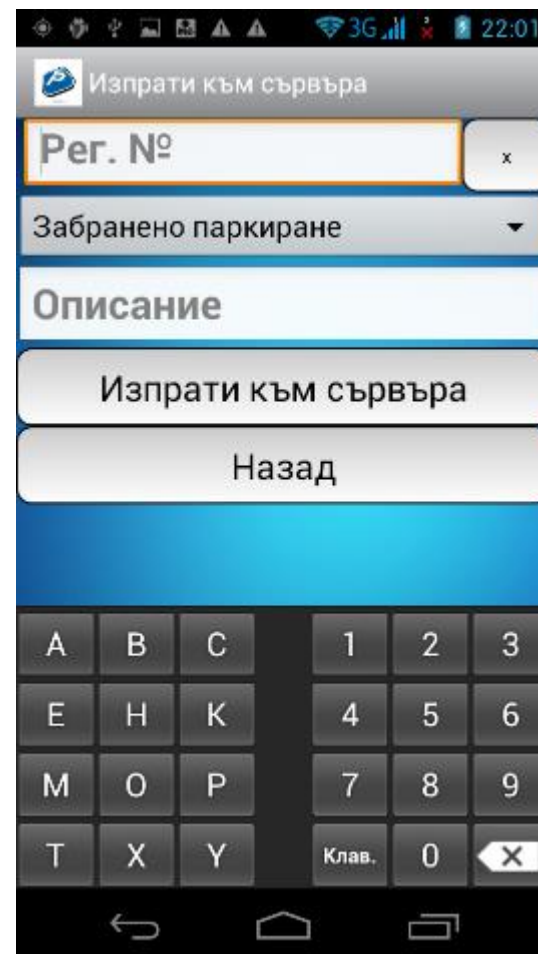 3G 22:01
Изпрати към сървъра
Рег. №
x
Забранено паркиране
Описание
Изпрати към сървъра
Назад
A B C 1 2 3
E H K 4 5 6
M O P 7 8 9
T X Y Клав. 0